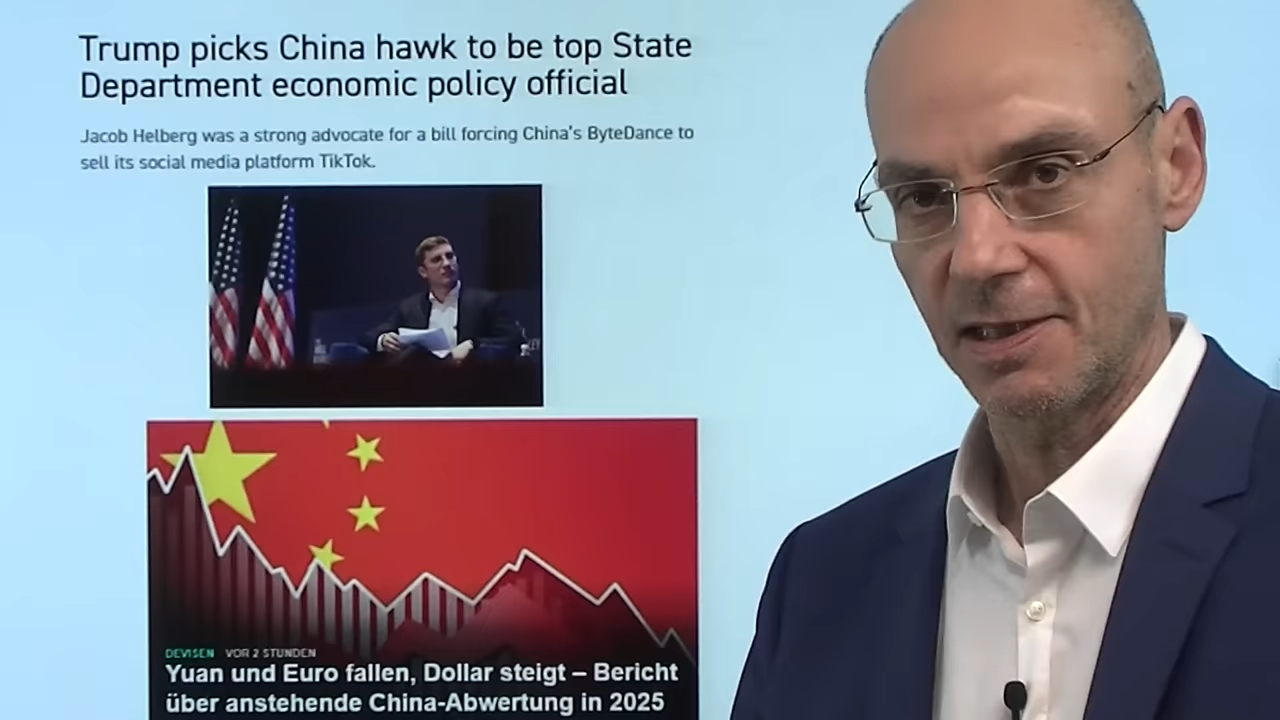 Trump picks China hawk to be top State
Department economic policy official
Jacob Helberg was a strong advocate for a bill forcing China's ByteDance to
sell its social media platform TikTok.
DEVISEN VOR 2 STUNDEN
Yuan und Euro fallen, Dollar steigt – Bericht
über anstehende China-Abwertung in 2025